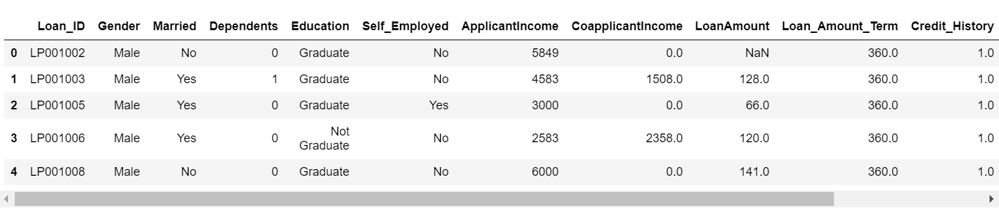 Loan_ID Gender Married Dependents Education Self_Employed ApplicantIncome CoapplicantIncome LoanAmount Loan_Amount_Term Credit_History
0 LP001002 Male No 0 Graduate No 5849 0.0 NaN 360.0 1.0
1 LP001003 Male Yes 1 Graduate No 4583 1508.0 128.0 360.0 1.0
2 LP001005 Male Yes 0 Graduate Yes 3000 0.0 66.0 360.0 1.0
3 LP001006 Male Yes 0 Not Graduate No 2583 2358.0 120.0 360.0 1.0
4 LP001008 Male No 0 Graduate No 6000 0.0 141.0 360.0 1.0